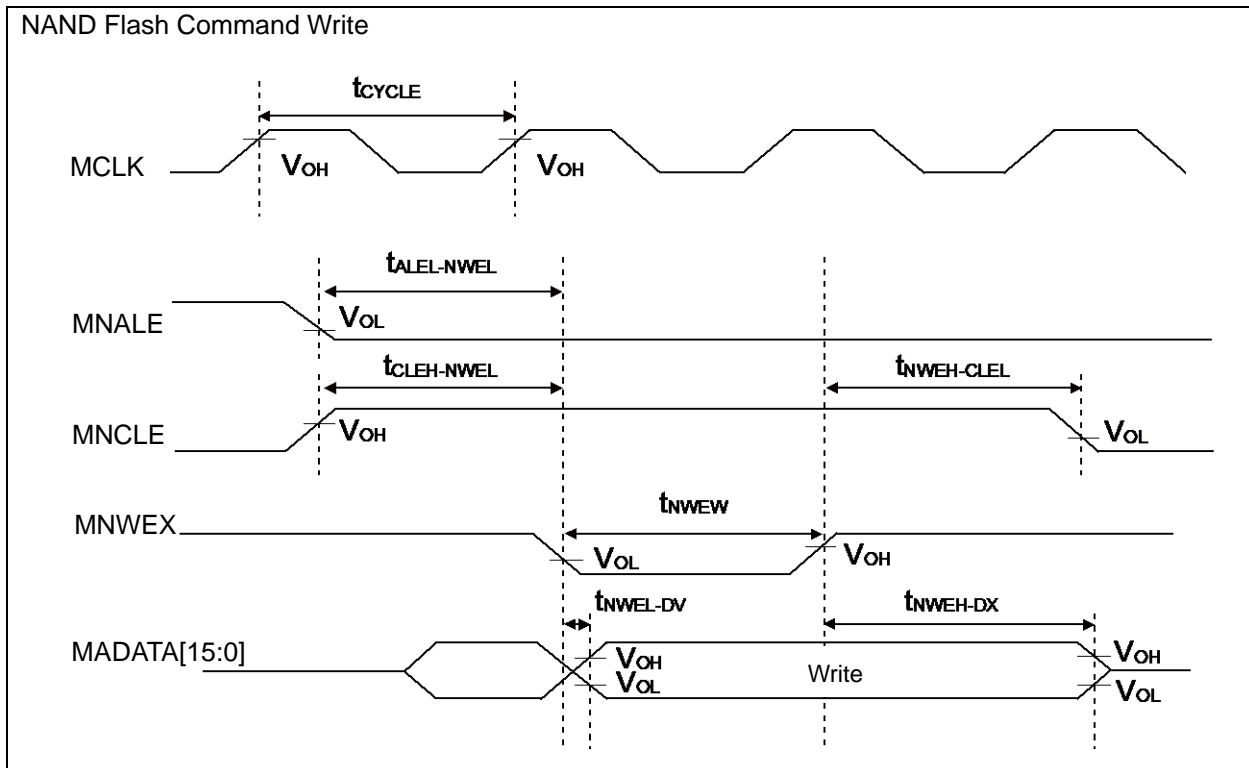 NAND Flash Command Write
tCYCLE
MCLK
VOH
VOH
tALEL-NWEL
MNALE
VOL
tCLEH-NWEL
tNWEH-CLEL
MNCLE
VOH
VOL
tNWEW
MNWEX
VOL
VOH
tNWEL-DV
tNWEH-DX
MADATA[15:0]
VOH
VOL
Write
VOH
VOL